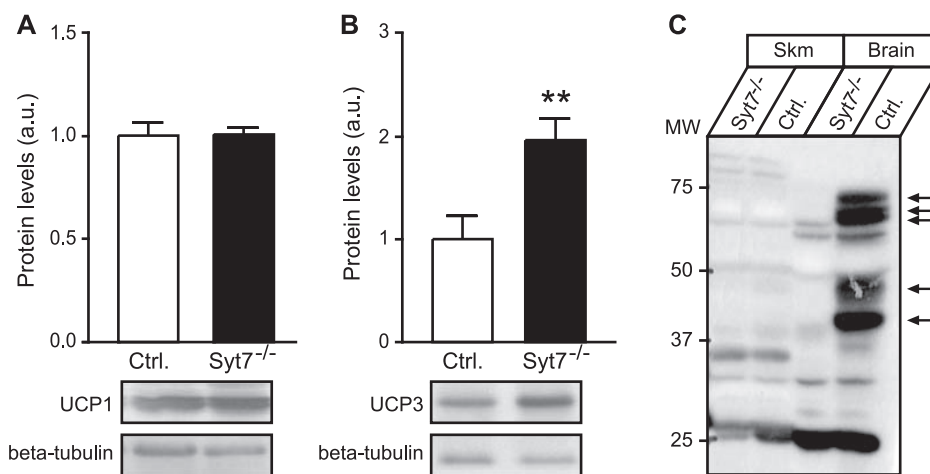 A
1.5
1.0
0.5
0.0
Protein levels (a.u.)
Ctrl. Syt7-/-
UCP1
beta-tubulin
B
3
2
1
0
Protein levels (a.u.)
**
Ctrl. Syt7-/-
UCP3
beta-tubulin
C
Skm Brain
Syt7-/- Ctrl. Syt7-/- Ctrl.
MW
75
50
37
25